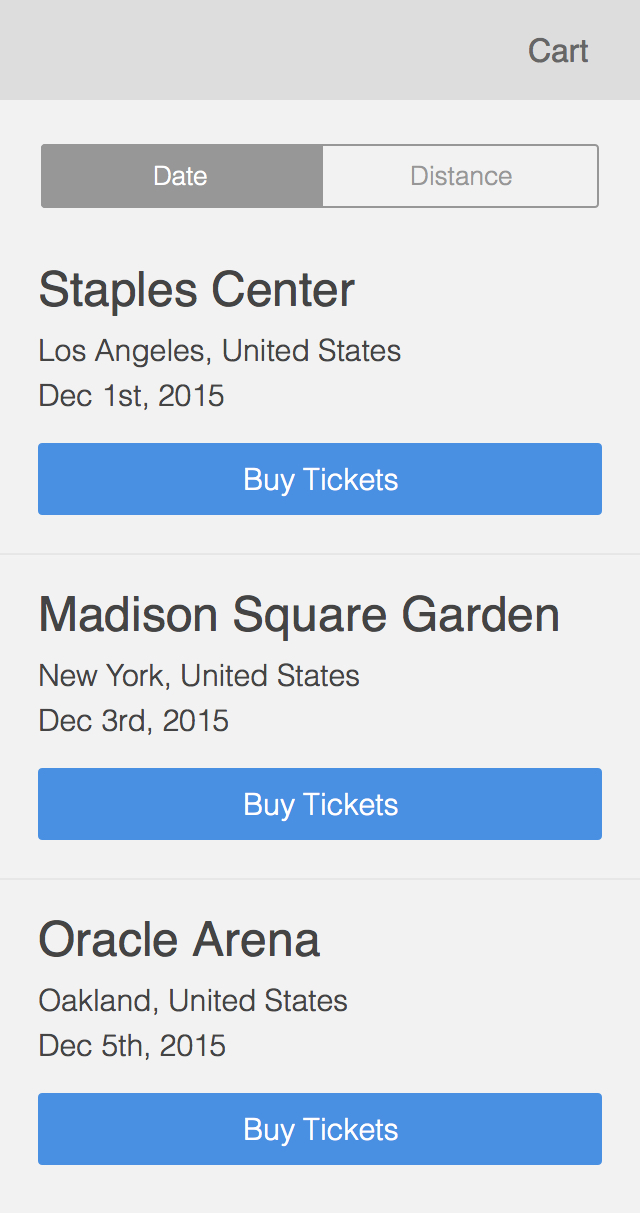 Cart
Date Distance
Staples Center
Los Angeles, United States
Dec 1st, 2015
Buy Tickets
Madison Square Garden
New York, United States
Dec 3rd, 2015
Buy Tickets
Oracle Arena
Oakland, United States
Dec 5th, 2015
Buy Tickets